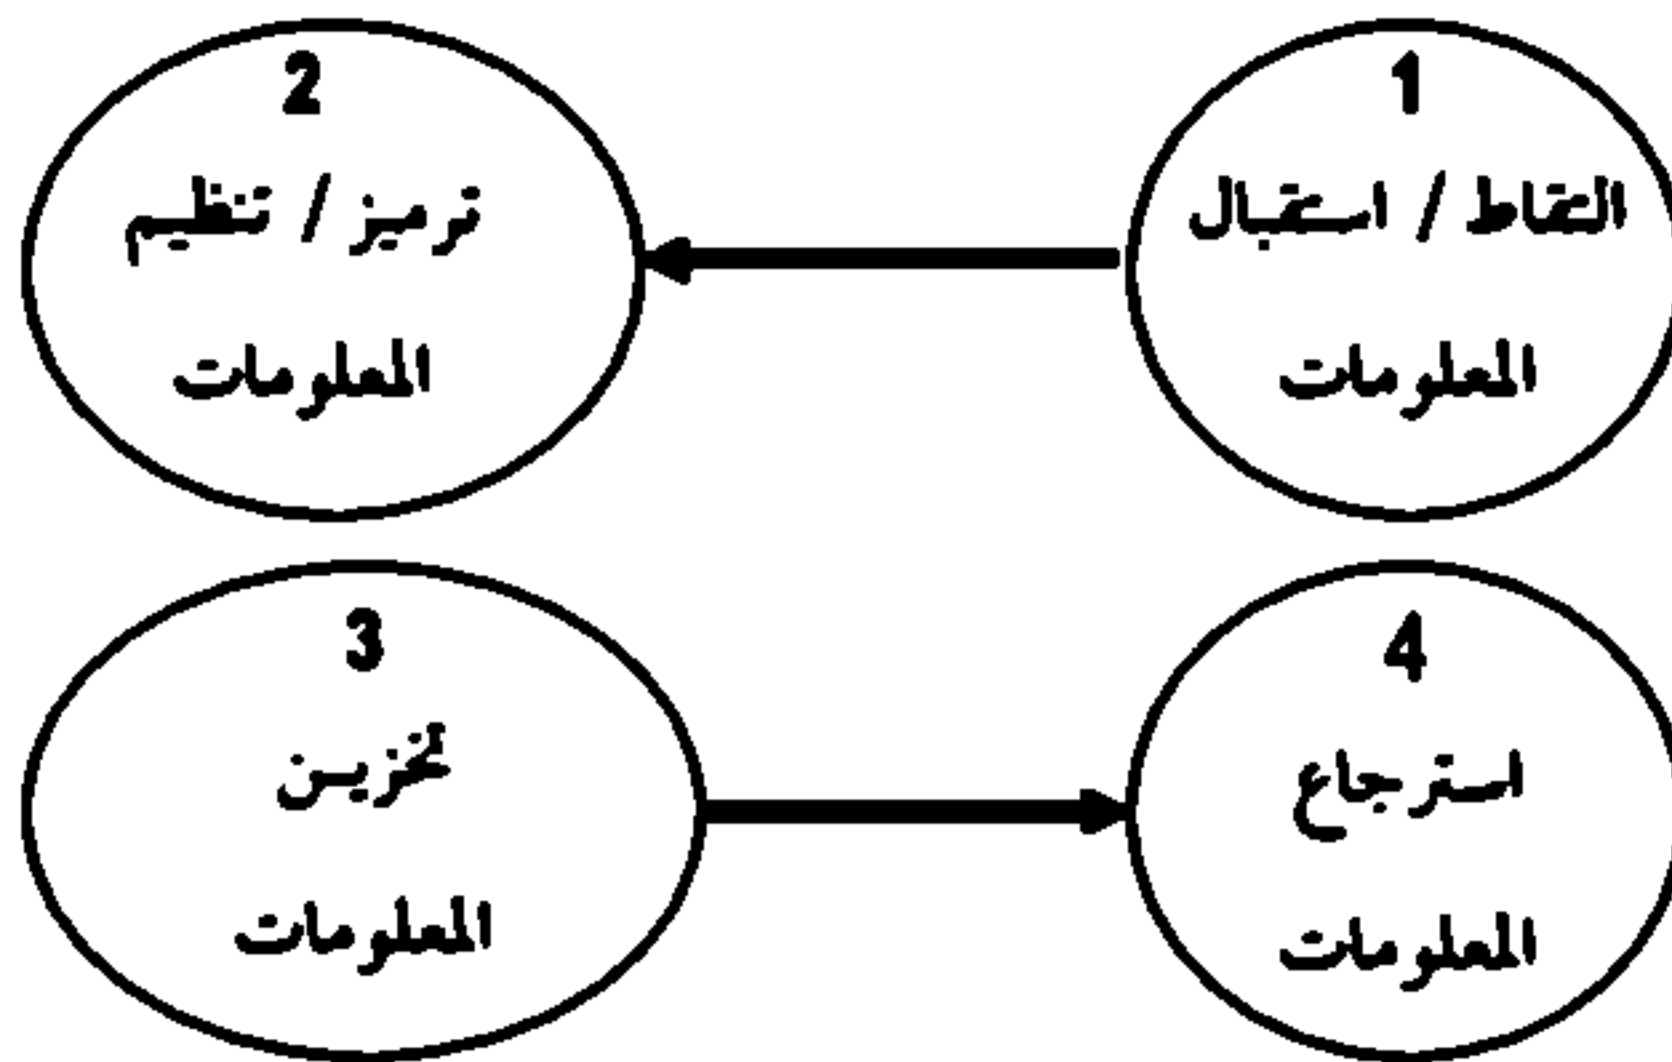 1
التقاط / استقبال
المعلومات
2
ترميز / تنظيم
المعلومات
3
تخزين
المعلومات
4
استرجاع
المعلومات